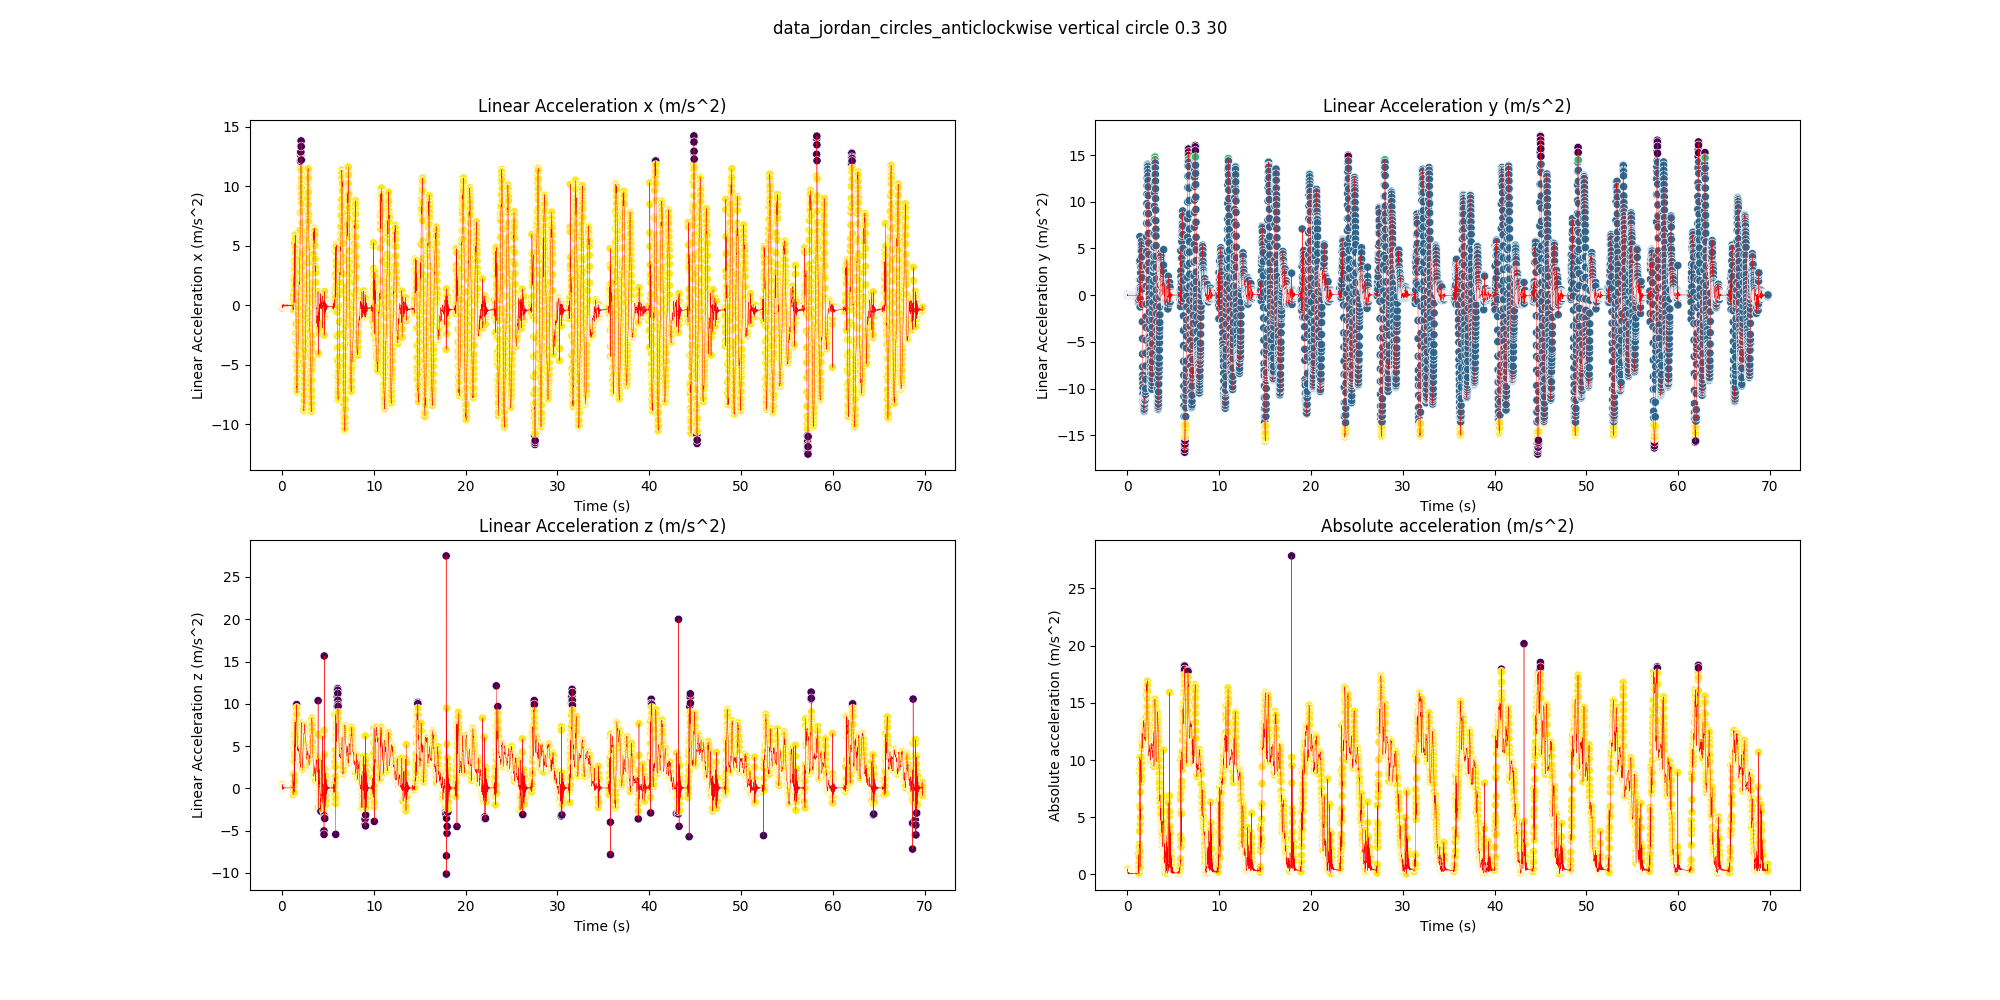 data_jordan_circles_anticlockwise vertical circle 0.3 30
Linear Acceleration x (m/s^2)
Linear Acceleration x (m/s^2)
15
10
5
0
−5
−10
0 10 20 30 40 50 60 70
Time (s)
Linear Acceleration y (m/s^2)
Linear Acceleration y (m/s^2)
15
10
5
0
−5
−10
−15
0 10 20 30 40 50 60 70
Time (s)
Linear Acceleration z (m/s^2)
Linear Acceleration z (m/s^2)
25
20
15
10
5
0
−5
−10
0 10 20 30 40 50 60 70
Time (s)
Absolute acceleration (m/s^2)
Absolute acceleration (m/s^2)
25
20
15
10
5
0
0 10 20 30 40 50 60 70
Time (s)